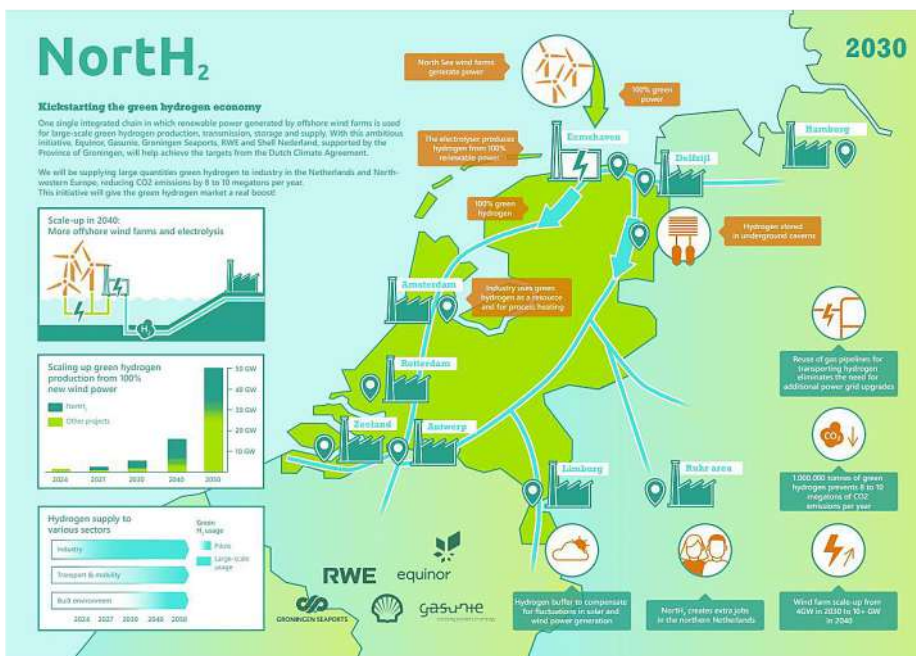 NortH2
2030
Kickstarting the green hydrogen economy
One single integrated chain in which renewable power generated by offshore wind farms is used
for large-scale green hydrogen production, transmission, storage and supply. With this ambitious
initiative, Equinor, Gasunie, Groningen Seaports, RWE and Shell Nederland, supported by the
Province of Groningen, will help achieve the targets from the Dutch Climate Agreement.
We will be supplying large quantities green hydrogen to industry in the Netherlands and North-
western Europe, reducing CO2 emissions by 8 to 10 megatons per year.
This initiative will give the green hydrogen market a real boost!
North Sea wind farms
generate power
100% green
power
The electrolyser produces
hydrogen from 100%
renewable power
Eemshaven
Delfzijl
Hamburg
100% green
hydrogen
Hydrogen stored
in underground caverns
Amsterdam
Industry uses green
hydrogen as a resource
and for process heating
Rotterdam
Zeeland
Antwerp
Limburg
Ruhr area
Scale-up in 2040:
More offshore wind farms and electrolysis
H2
Scaling up green hydrogen
production from 100%
new wind power
NortH2
Other projects
50 GW
40 GW
30 GW
20 GW
10 GW
2024 2027 2030 2040 2050
Hydrogen supply to
various sectors
Green
H2 usage
Pilots
Large-scale
usage
Industry
Transport & mobility
Built environment
2024 2027 2030 2040 2050
RWE
equinor
GRONINGEN SEAPORTS
gasunie
Reuse of gas pipelines for
transporting hydrogen
eliminates the need for
additional power grid upgrades
CO2
1.000.000 tonnes of green
hydrogen prevents 8 to 10
megatons of CO2
emissions per year
Hydrogen buffer to compensate
for fluctuations in solar and
wind power generation
NortH2 creates extra jobs
in the northern Netherlands
Wind farm scale-up from
4GW in 2030 to 10+ GW
in 2040